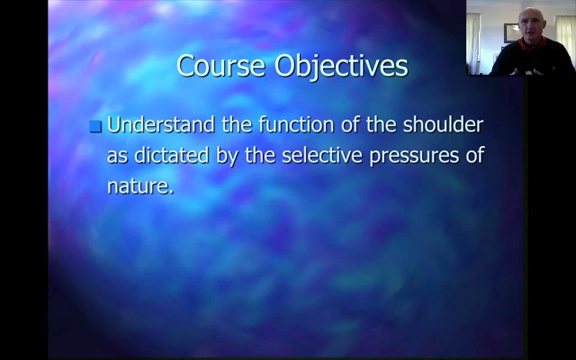 Course Objectives
Understand the function of the shoulder
as dictated by the selective pressures of
nature.